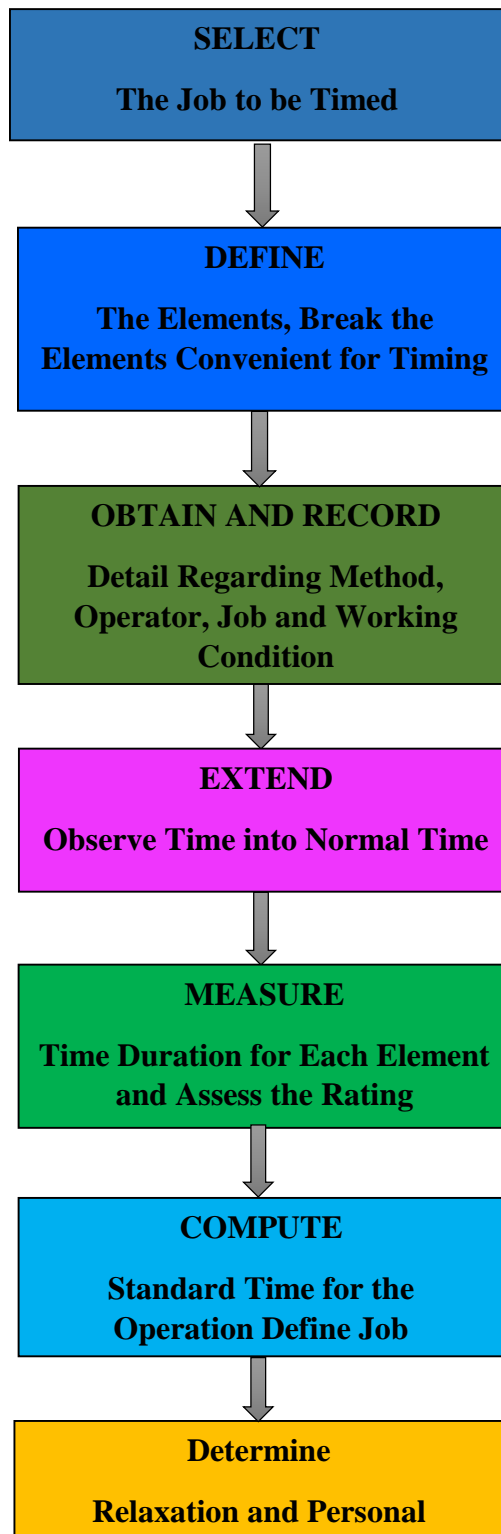 SELECT
The Job to be Timed
DEFINE
The Elements, Break the
Elements Convenient for Timing
OBTAIN AND RECORD
Detail Regarding Method,
Operator, Job and Working
Condition
EXTEND
Observe Time into Normal Time
MEASURE
Time Duration for Each Element
and Assess the Rating
COMPUTE
Standard Time for the
Operation Define Job
Determine
Relaxation and Personal